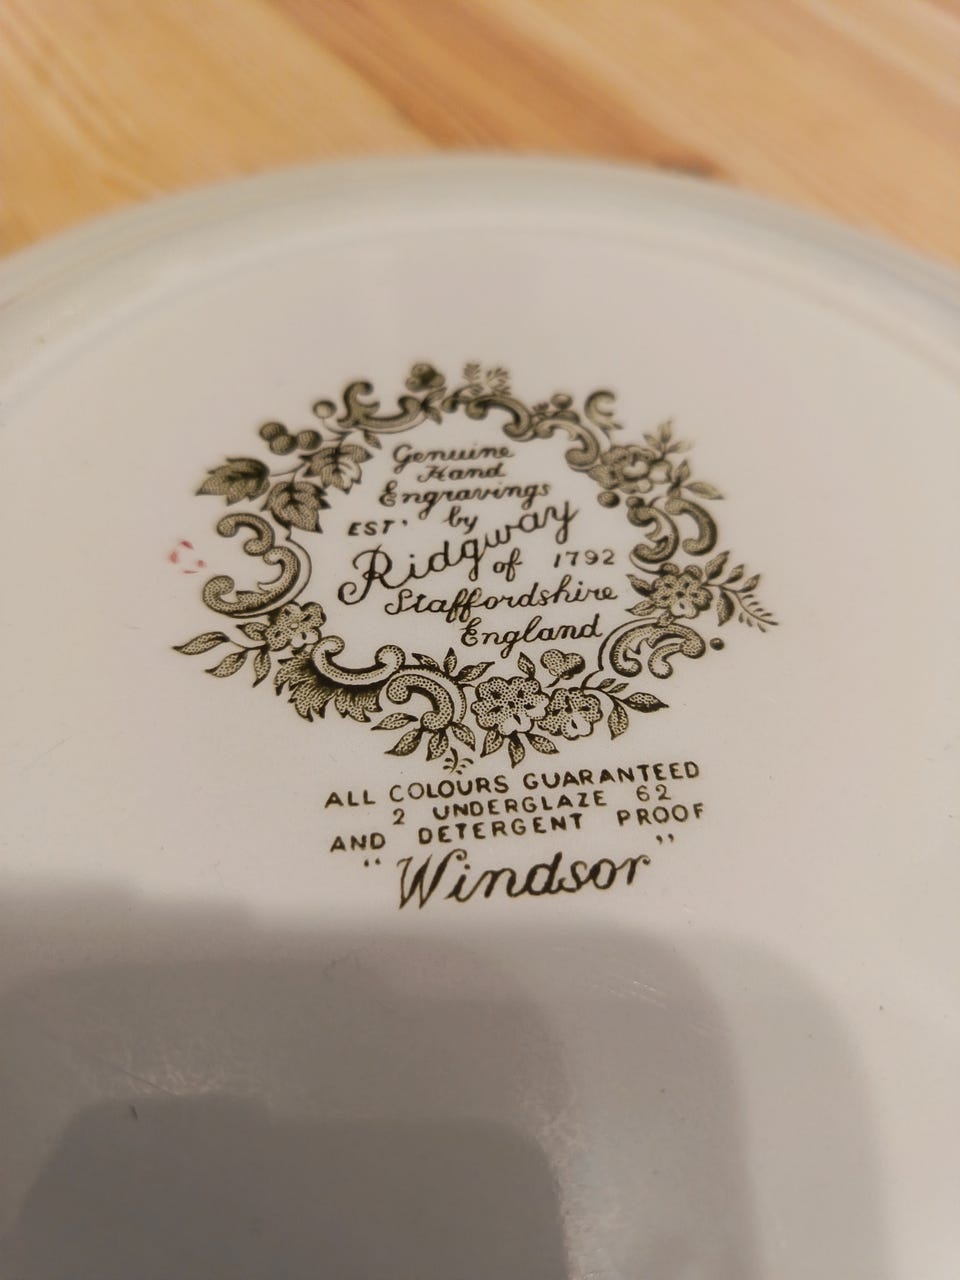 Genuine
Hand
Engravings
EST' by
Ridgway
of 1792
Staffordshire
England
ALL COLOURS GUARANTEED
2 UNDERGLAZE 62
AND DETERGENT PROOF
"Windsor"